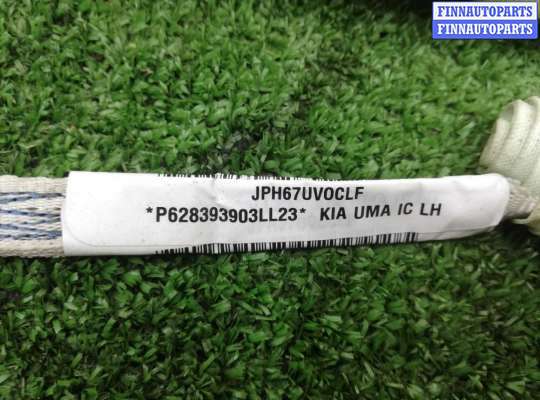 FINNAUTOPARTS
FINNAUTOPARTS
JPH67UVOCLF
*P628393903LL23* KIA UMA IC LH